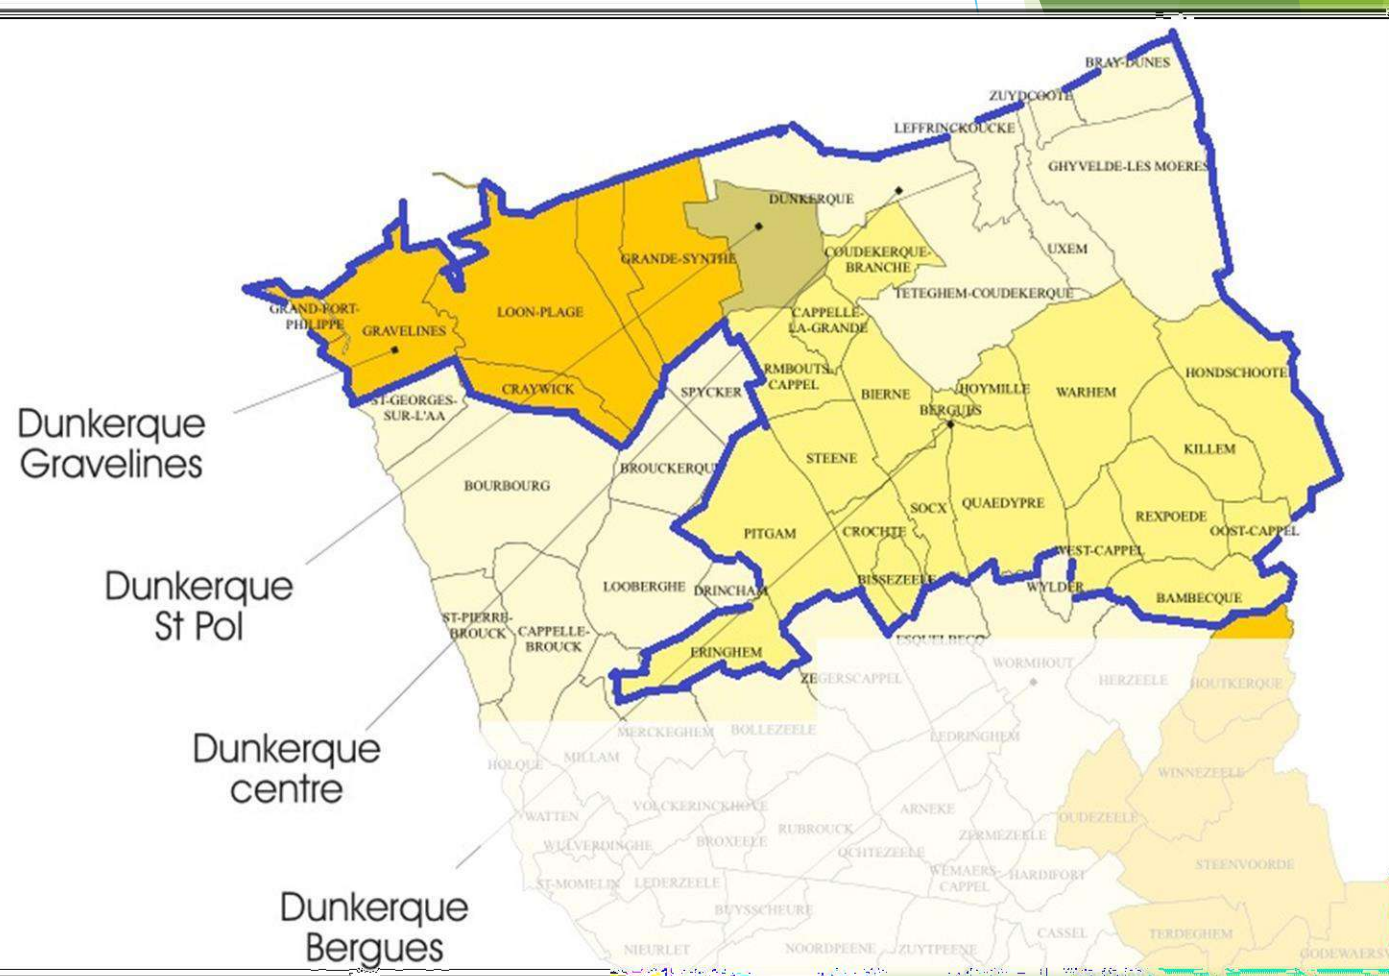 BRAY-DUNES
ZUYDCOOTE
LEFFRINCKOUCKE
GHYVELDE-LES MOERES
DUNKERQUE
UXEM
COUDEKERQUE-
BRANCHE
GRANDE-SYNTHE
TETEGHEM-COUDEKERQUE
GRAND-FORT-
PHILIPPE
GRAVELINES
LOON-PLAGE
CAPPELLE-
LA-GRANDE
CRAYWICK
ST-GEORGES-
SUR-L'AA
SPYCKER
RMBOUTS
CAPPEL
BIERNE
HOYMILLE
BERGUES
WARHEM
HONDSCHOOTE
Dunkerque
Gravelines
BOURBOURG
BROUCKERQU
STEENE
KILLEM
PITGAM
CROCHTE
SOCX
QUAEDYPRE
REXPOEDE
OOST-CAPPEL
WEST-CAPPEL
Dunkerque
St Pol
LOOBERGHE
DRINCHAM
BISSEZEELE
WYLDER
BAMBECQUE
ST-PIERRE-
BROUCK
CAPPELLE-
BROUCK
ERINGHEM
ESQUELBECQ
ZEGERSCAPPEL
WORMHOUT
HERZEELE
HOUTKERQUE
Dunkerque
centre
MERCKEGHEM
BOLLEZEELE
LEDRINGHEM
HOLQUE
MILLAM
WINNEZEELE
WATTEN
VOLCKERINCKHOVE
RUBROUCK
ARNEKE
ZERMEZEELE
OUDEZEELE
WULVERDINGHE
BROXEELE
OCHTEZEELE
STEENVOORDE
ST-MOMELIN
LEDERZEELE
WEMAERS-
CAPPEL
HARDIFORT
Dunkerque
Bergues
BUYSSCHEURE
NIEURLET
NOORDPEENE
ZUYTPEENE
CASSEL
TERDEGHEM
GODEWAERSV